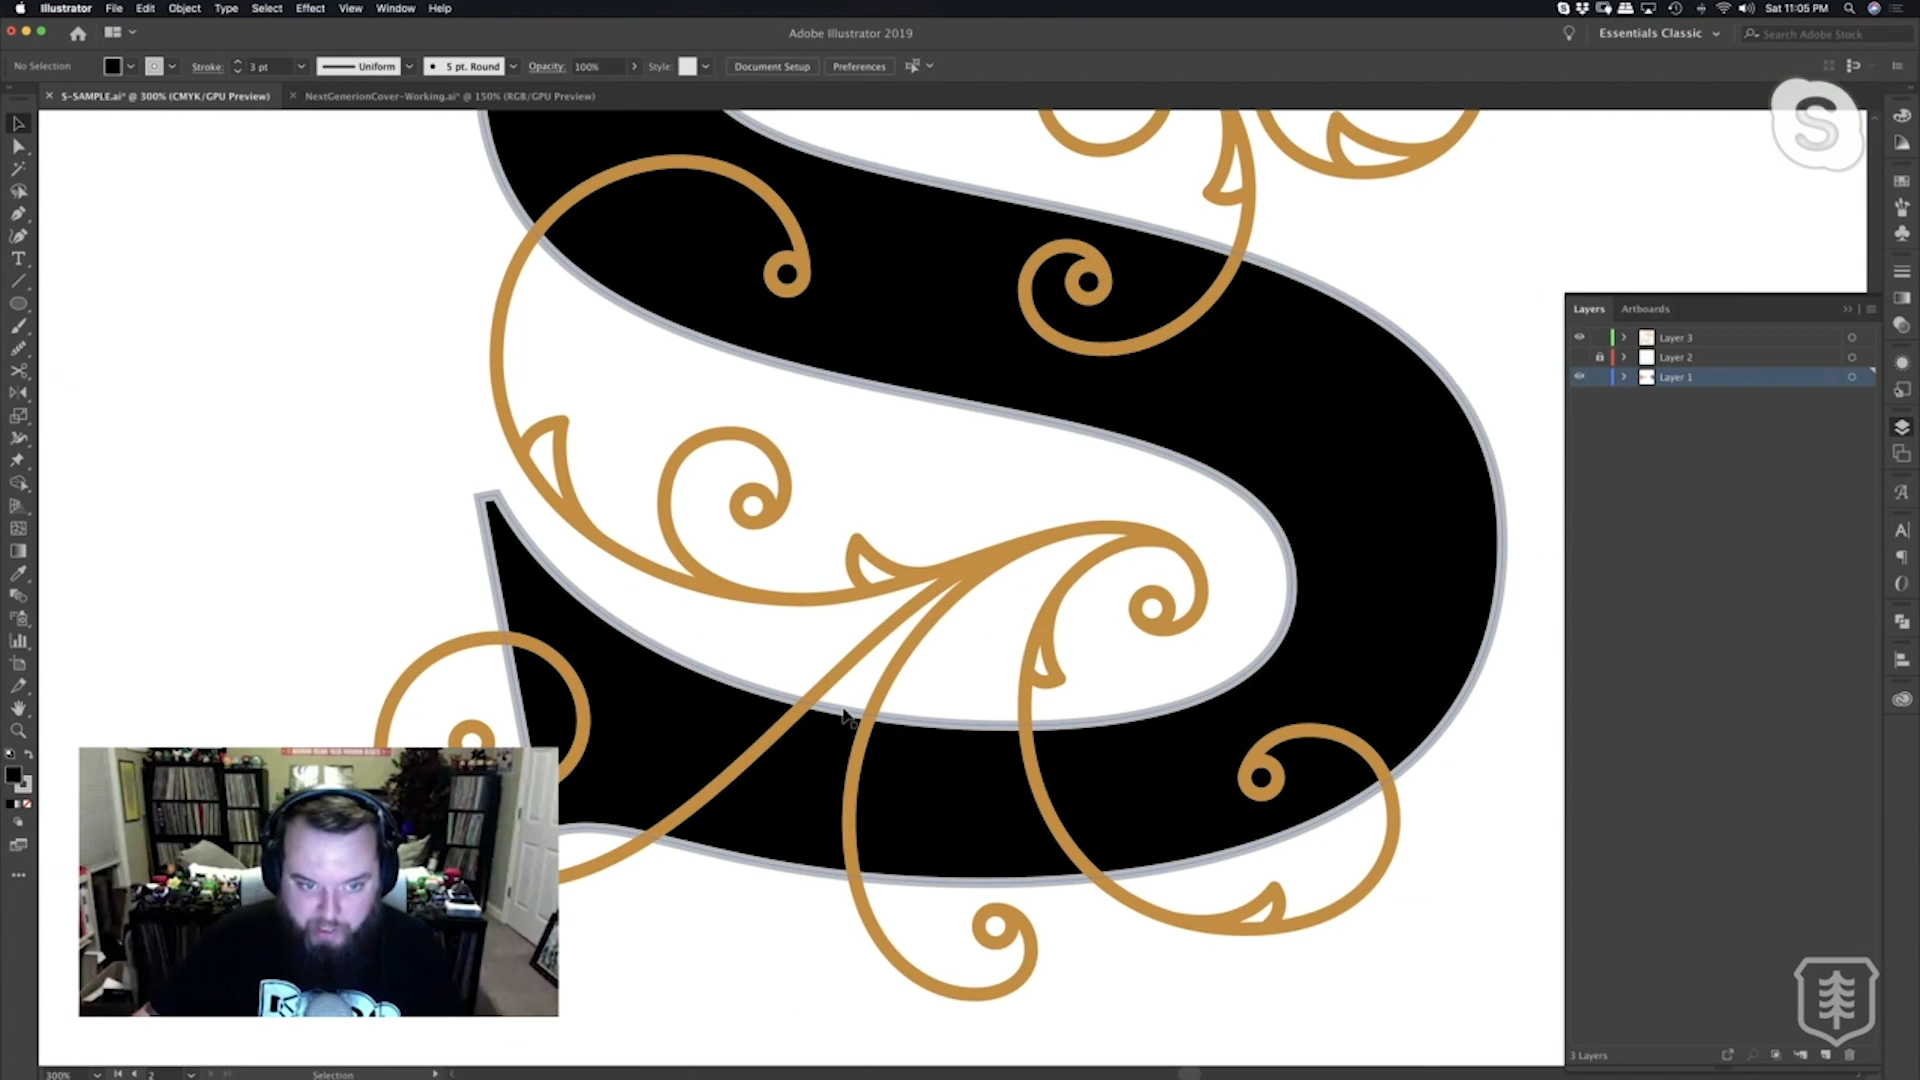 Illustrator File Edit Object Type Select Effect View Window Help
Sat 11:05 PM
Adobe Illustrator 2019
Essentials Classic
Search Adobe Stock
No Selection
Stroke: 3 pt
Uniform
5 pt. Round
Opacity: 100%
Style:
Document Setup
Preferences
S-SAMPLE.ai* @ 300% (CMYK/GPU Preview)
NextGenerionCover-Working.ai* @ 150% (RGB/GPU Preview)
S
Layers Artboards
Layer 3
Layer 2
Layer 1
3 Layers
300%
2
Selection